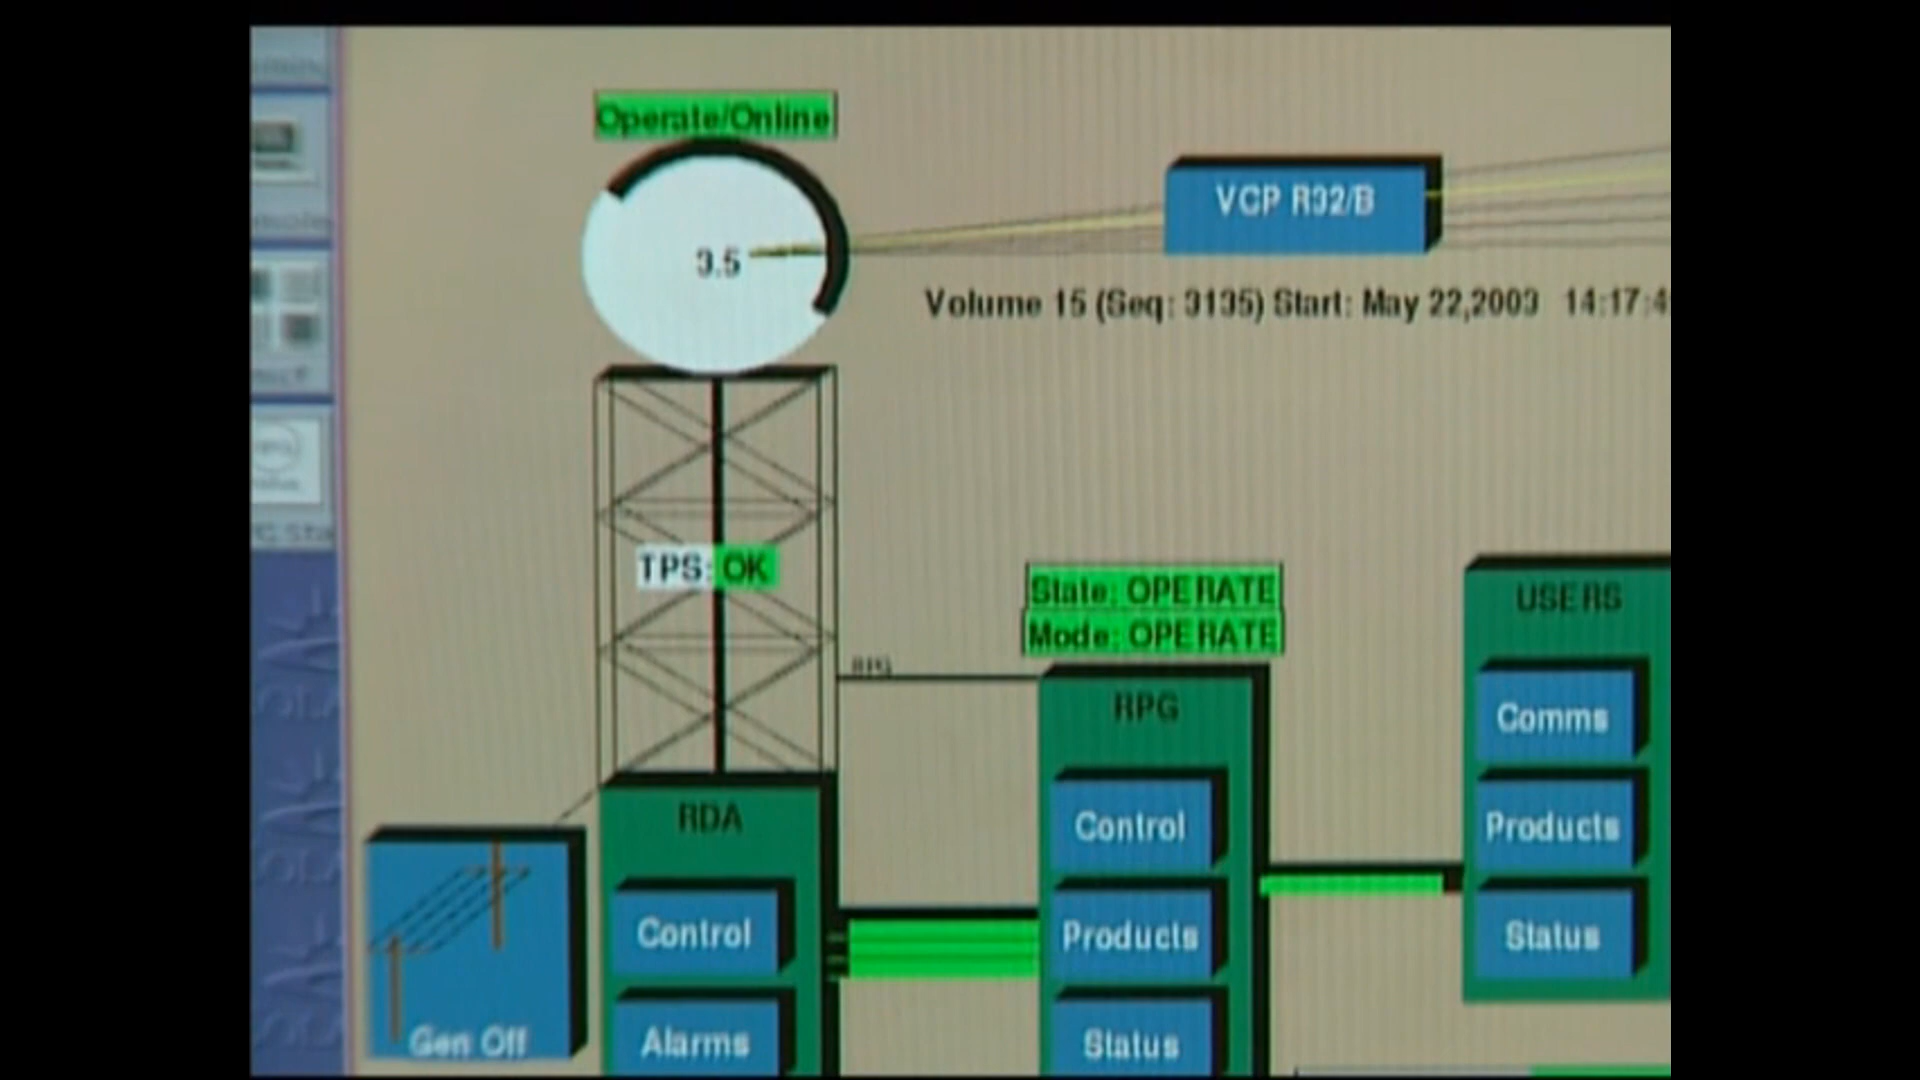 Operate/Online
VCP R32/B
3.5
Volume 15 (Seq: 3135) Start: May 22,2003 14:17:4
TPS: OK
State: OPERATE
Mode: OPERATE
USERS
RPG
RPG
Comms
RDA
Control
Products
Control
Products
Status
Gen Off
Alarms
Status